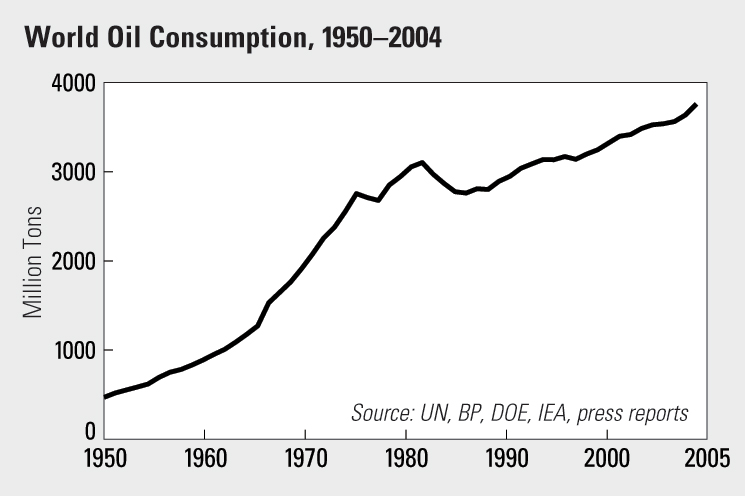 World Oil Consumption, 1950–2004
4000
3000
2000
1000
0
Million Tons
Source: UN, BP, DOE, IEA, press reports
1950 1960 1970 1980 1990 2000 2005